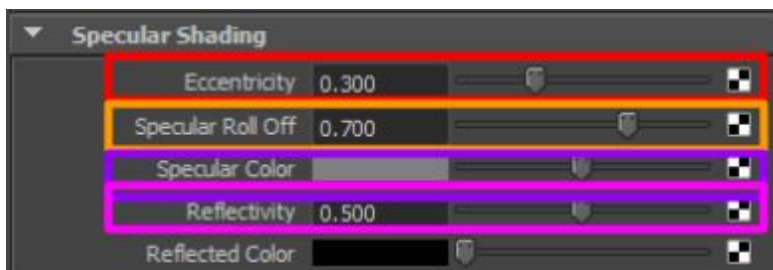 Specular Shading
Eccentricity 0.300
Specular Roll Off 0.700
Specular Color
Reflectivity 0.500
Reflected Color